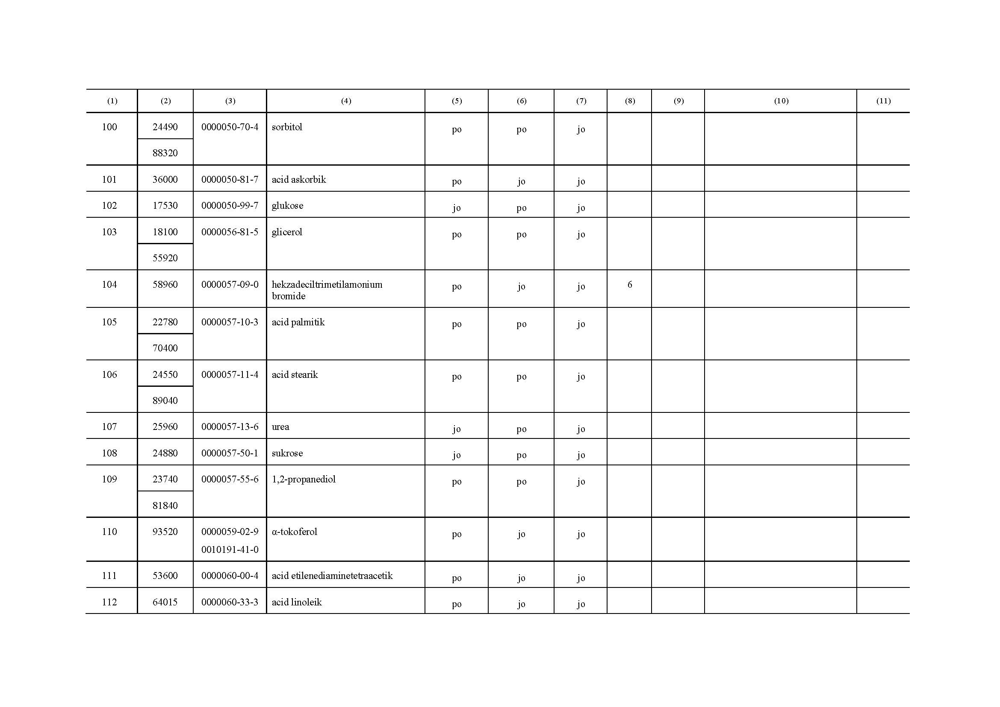 (1) (2) (3) (4) (5) (6) (7) (8) (9) (10) (11)
100 24490 0000050-70-4 sorbitol po po jo
88320
101 36000 0000050-81-7 acid askorbik po jo jo
102 17530 0000050-99-7 glukose jo po jo
103 18100 0000056-81-5 glicerol po po jo
55920
104 58960 0000057-09-0 hekzadeciltrimetilamonium po jo jo 6
bromide
105 22780 0000057-10-3 acid palmitik po po jo
70400
106 24550 0000057-11-4 acid stearik po po jo
89040
107 25960 0000057-13-6 urea jo po jo
108 24880 0000057-50-1 sukrose jo po jo
109 23740 0000057-55-6 1,2-propanediol po po jo
81840
110 93520 0000059-02-9 α-tokoferol po jo jo
0010191-41-0
111 53600 0000060-00-4 acid etilenediaminetetraacetik po jo jo
112 64015 0000060-33-3 acid linoleik po jo jo